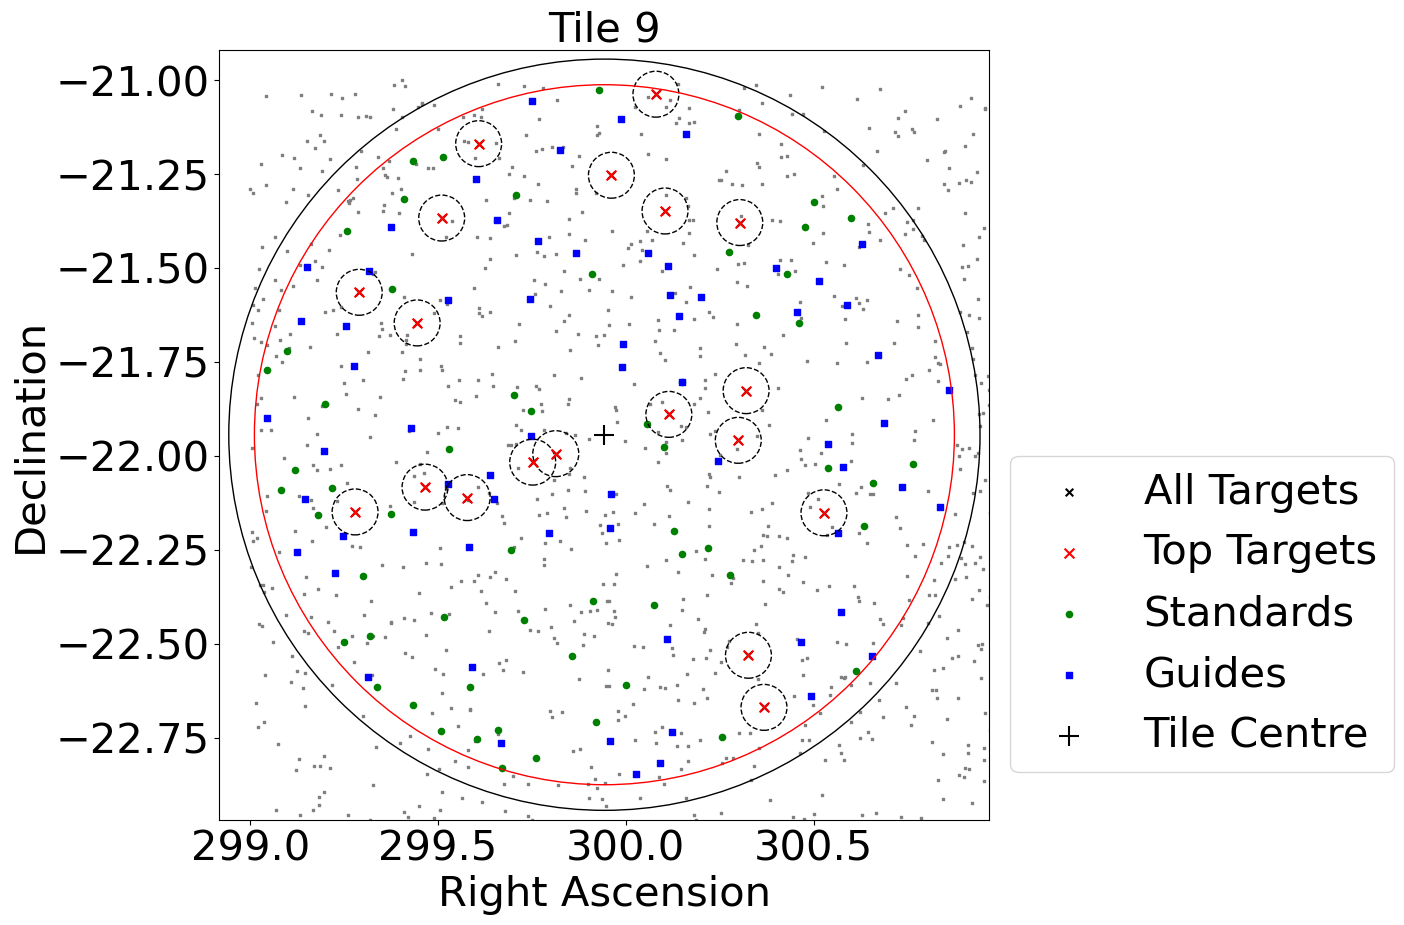 Tile 9
−21.00
−21.25
−21.50
−21.75
−22.00
−22.25
−22.50
−22.75
Declination
299.0 299.5 300.0 300.5
Right Ascension
All Targets
Top Targets
Standards
Guides
Tile Centre